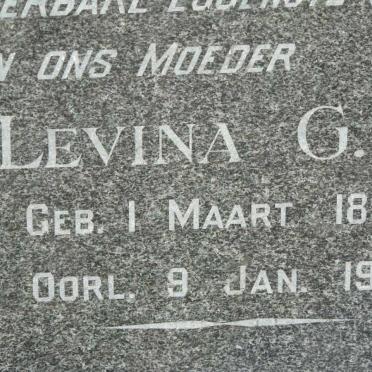 ONS MOEDER
LEVINA G.
GEB. 1 MAART 18
OORL. 9 JAN. 19